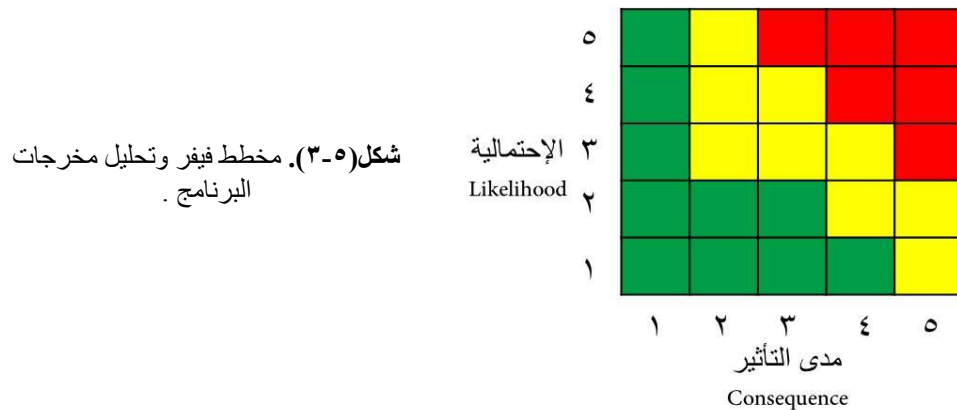 شكل(٥-٣). مخطط فيفر وتحليل مخرجات
البرنامج .
٥
٤
٣ الإحتمالية
Likelihood
٢
١
١ ٢ ٣ ٤ ٥
مدى التأثير
Consequence